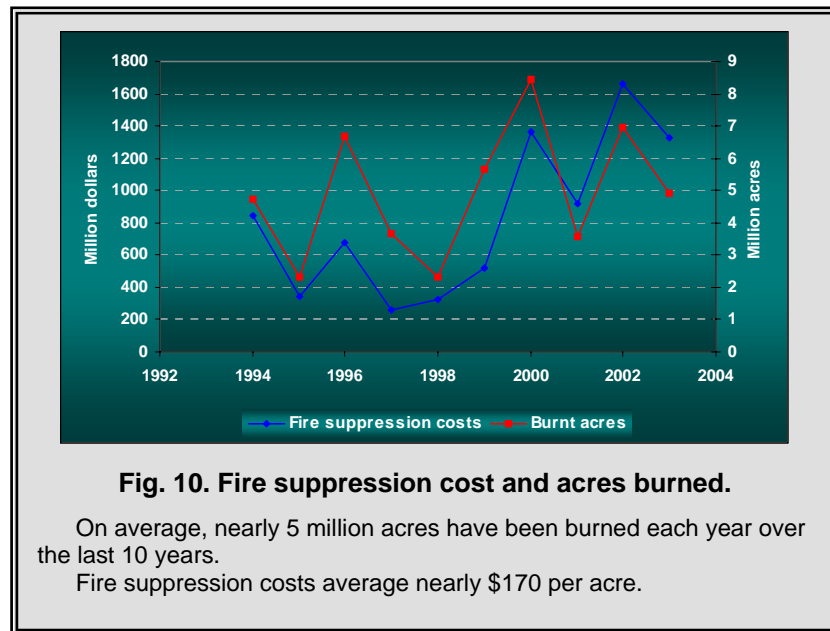 1800
1600
1400
1200
1000
800
600
400
200
0
Million dollars
9
8
7
6
5
4
3
2
1
0
Million acres
1992 1994 1996 1998 2000 2002 2004
Fire suppression costs Burnt acres
Fig. 10. Fire suppression cost and acres burned.
On average, nearly 5 million acres have been burned each year over
the last 10 years.
Fire suppression costs average nearly $170 per acre.